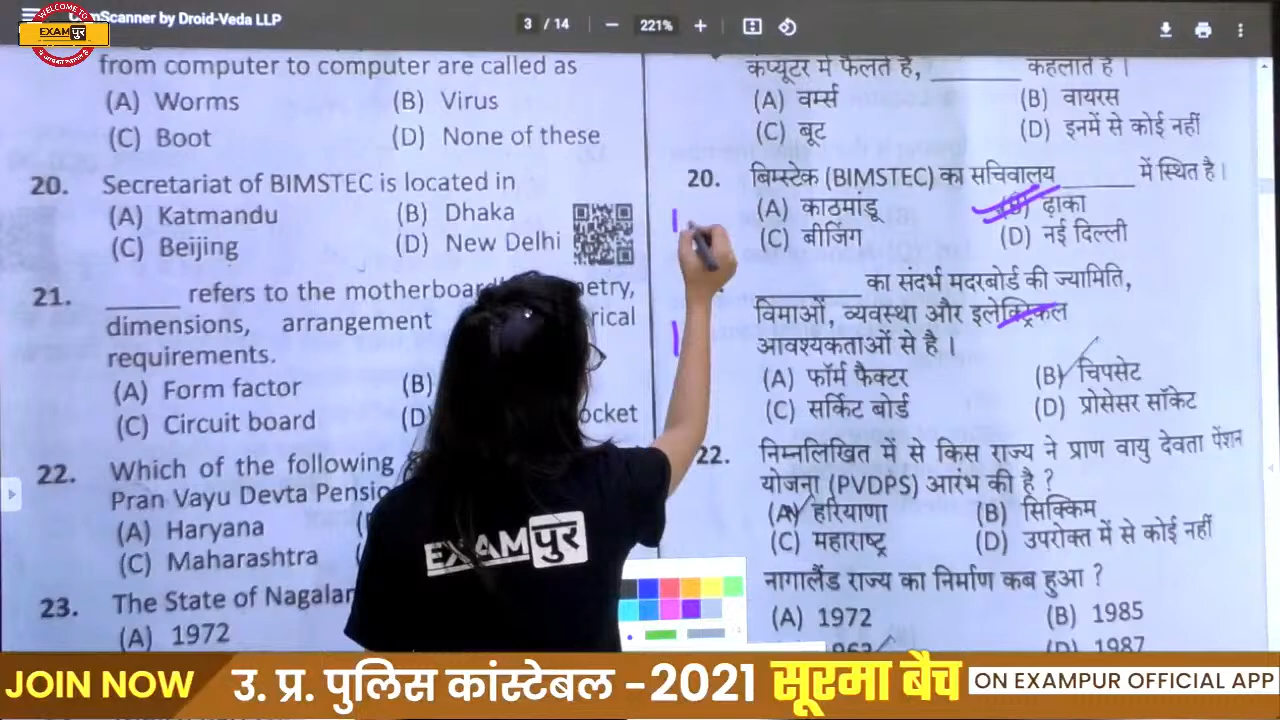 WELCOME TO
EXAMपुर
CamScanner by Droid-Veda LLP
3 / 14
221%
from computer to computer are called as
(A) Worms (B) Virus
(C) Boot (D) None of these
20. Secretariat of BIMSTEC is located in
(A) Katmandu (B) Dhaka
(C) Beijing (D) New Delhi
21. ______ refers to the motherboard
dimensions, arrangement
requirements.
(A) Form factor (B)
(C) Circuit board (D)
22. Which of the following
Pran Vayu Devta
(A) Haryana
(C) Maharashtra
23. The State of
(A) 1972
कंप्यूटर में फैलते हैं, ______ कहलाते हैं ।
(A) वर्म्स (B) वायरस
(C) बूट (D) इनमें से कोई नहीं
20. बिम्स्टेक (BIMSTEC) का सचिवालय ______ में स्थित है ।
(A) काठमांडू (B) ढ़ाका
(C) बीजिंग (D) नई दिल्ली
______ का संदर्भ मदरबोर्ड की ज्यामिति,
विमाओं, व्यवस्था और इलेक्ट्रिकल
आवश्यकताओं से है ।
(A) फॉर्म फैक्टर (B) चिपसेट
(C) सर्किट बोर्ड (D) प्रोसेसर सॉकेट
22. निम्नलिखित में से किस राज्य ने प्राण वायु देवता पेंशन
योजना (PVDPS) आरंभ की है ?
(A) हरियाणा (B) सिक्किम
(C) महाराष्ट्र (D) उपरोक्त में से कोई नहीं
नागालैंड राज्य का निर्माण कब हुआ ?
(A) 1972 (B) 1985
(D) 1987
EXAMपुर
JOIN NOW उ. प्र. पुलिस कांस्टेबल -2021 सूरमा बैच ON EXAMPUR OFFICIAL APP